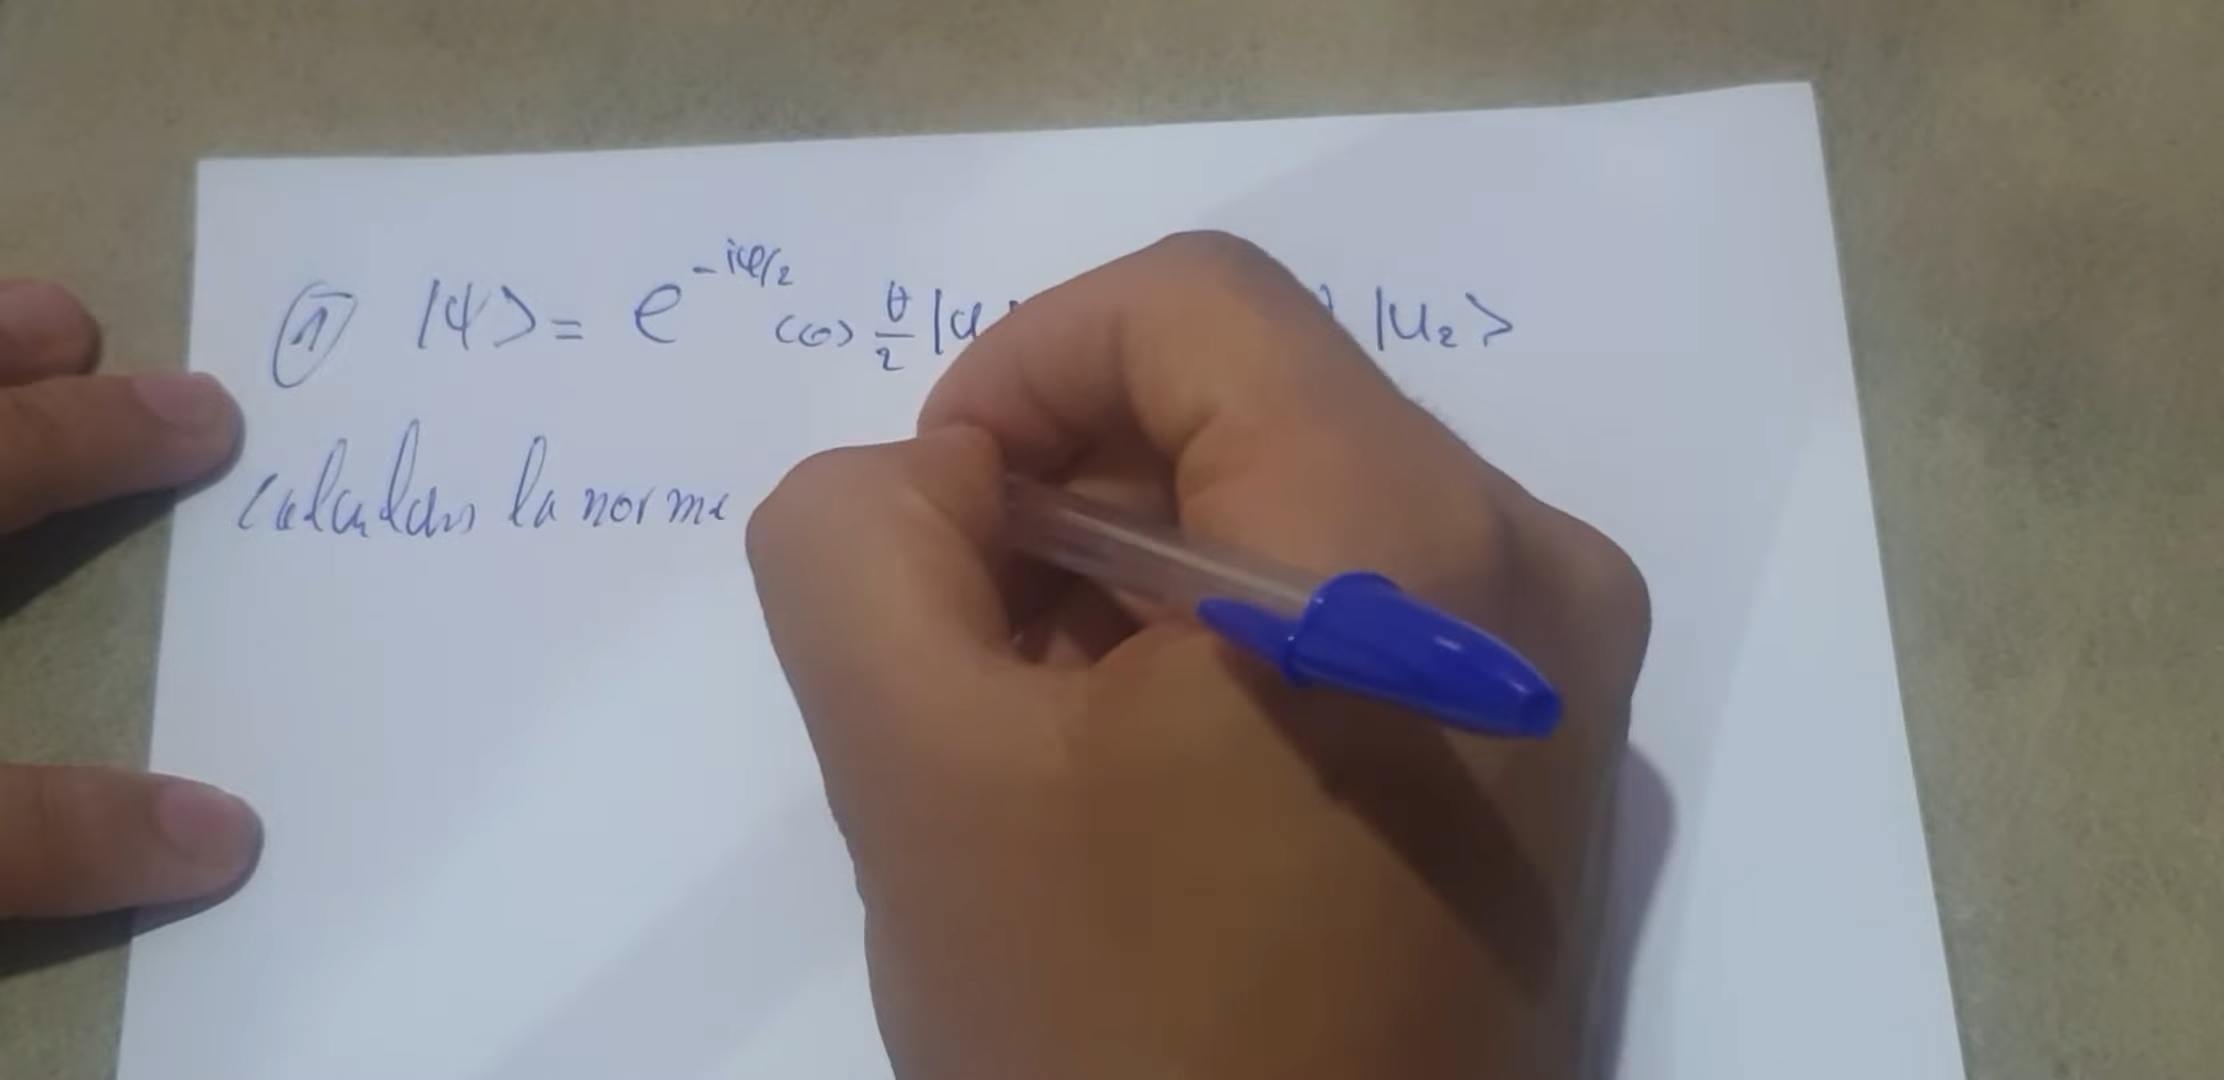 ① |ψ> = e^{-iφ/2} cos θ/2 |u |u₂>
calculons la norme